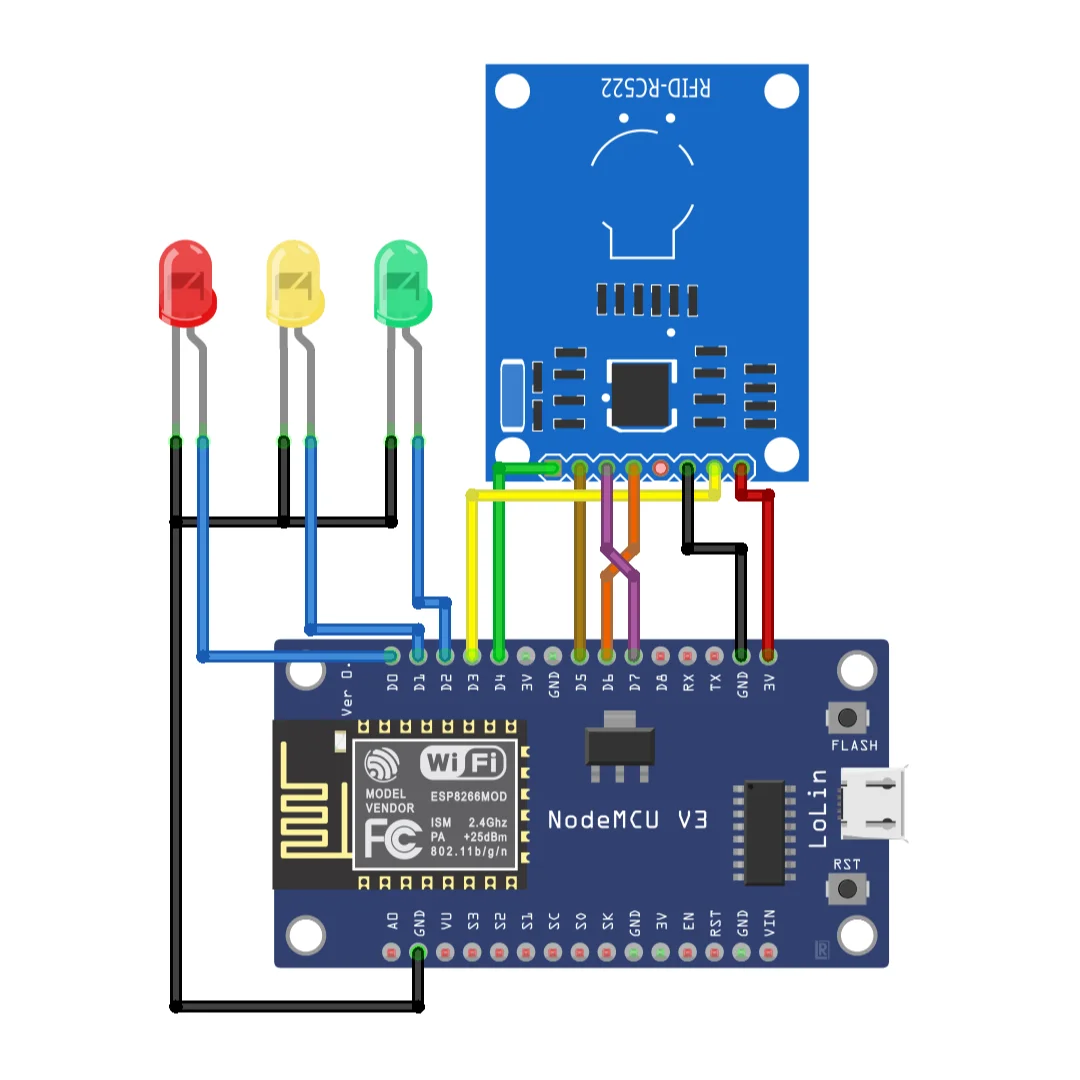 RFID-RC522
Ver 0.
D0
D1
D2
D3
D4
3V
GND
D5
D6
D7
D8
RX
TX
GND
3V
FLASH
WiFi
MODEL
VENDOR
ESP8266MOD
FC
ISM 2.4Ghz
PA +25dBm
802.11b/g/n
NodeMCU V3
LoLin
RST
A0
GND
VU
S3
S2
S1
SC
S0
SK
GND
3V
EN
RST
GND
VIN